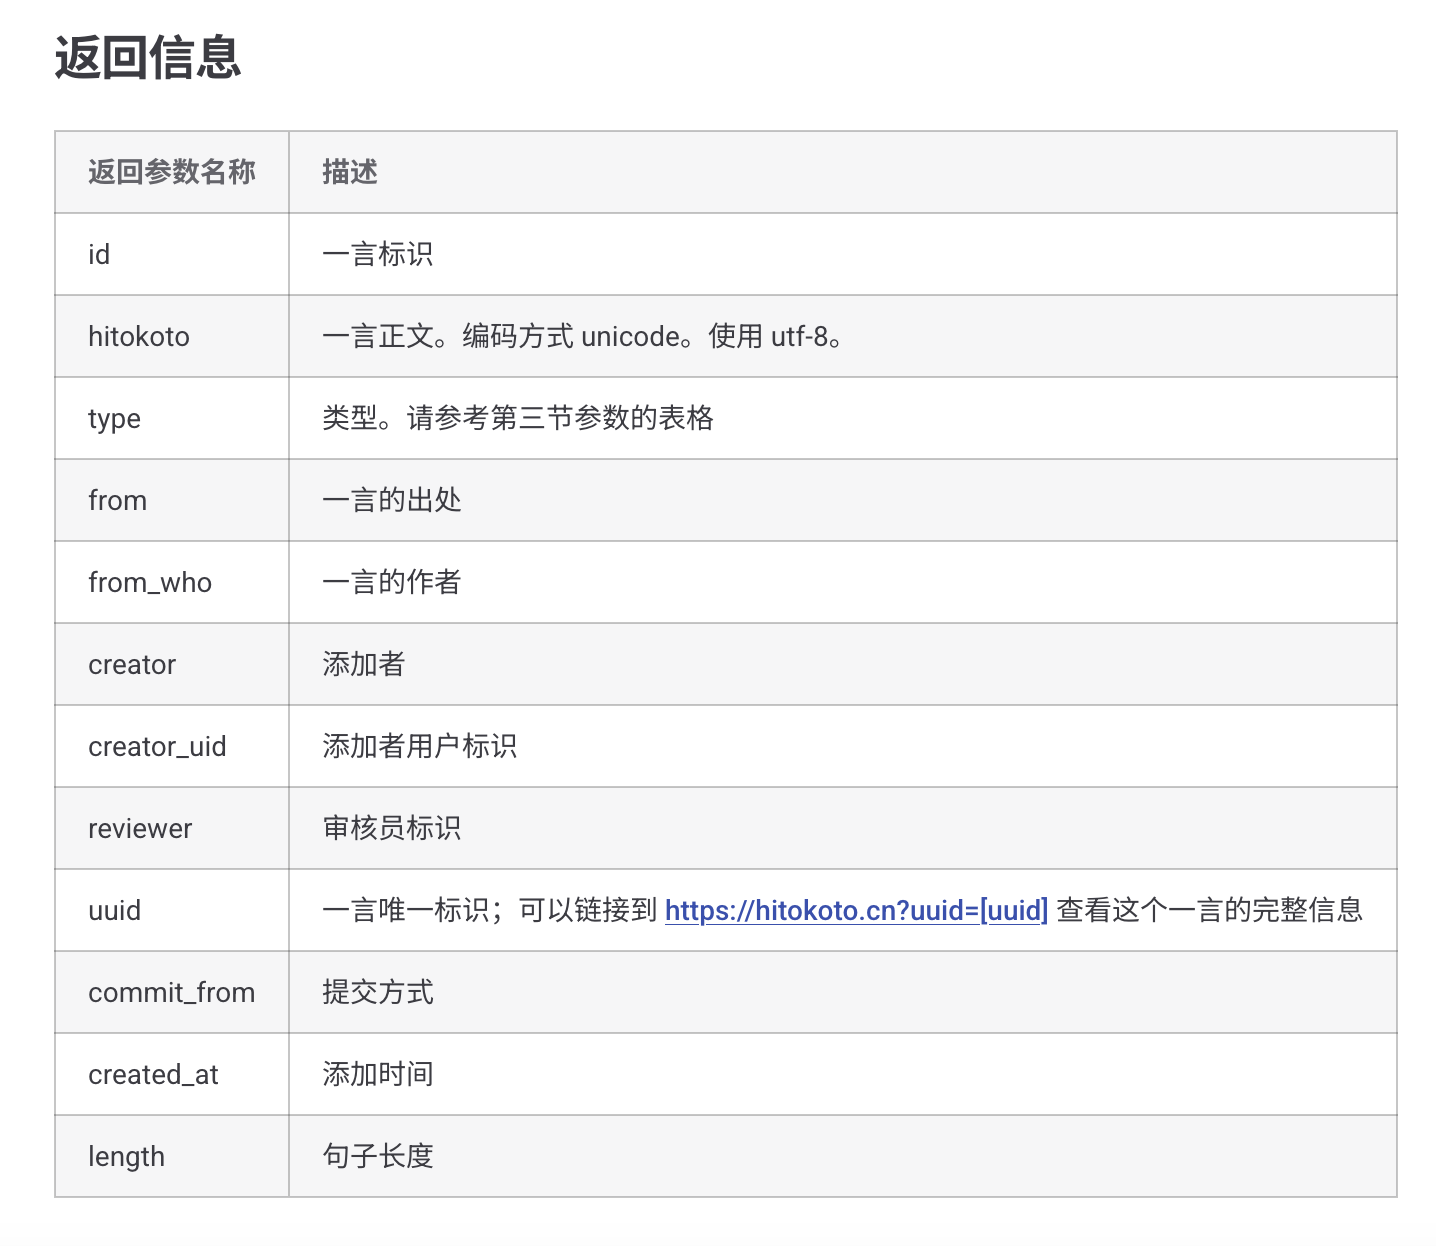 返回信息
返回参数名称 描述
id 一言标识
hitokoto 一言正文。编码方式 unicode。使用 utf-8。
type 类型。请参考第三节参数的表格
from 一言的出处
from_who 一言的作者
creator 添加者
creator_uid 添加者用户标识
reviewer 审核员标识
uuid 一言唯一标识；可以链接到 https://hitokoto.cn?uuid=[uuid] 查看这个一言的完整信息
commit_from 提交方式
created_at 添加时间
length 句子长度